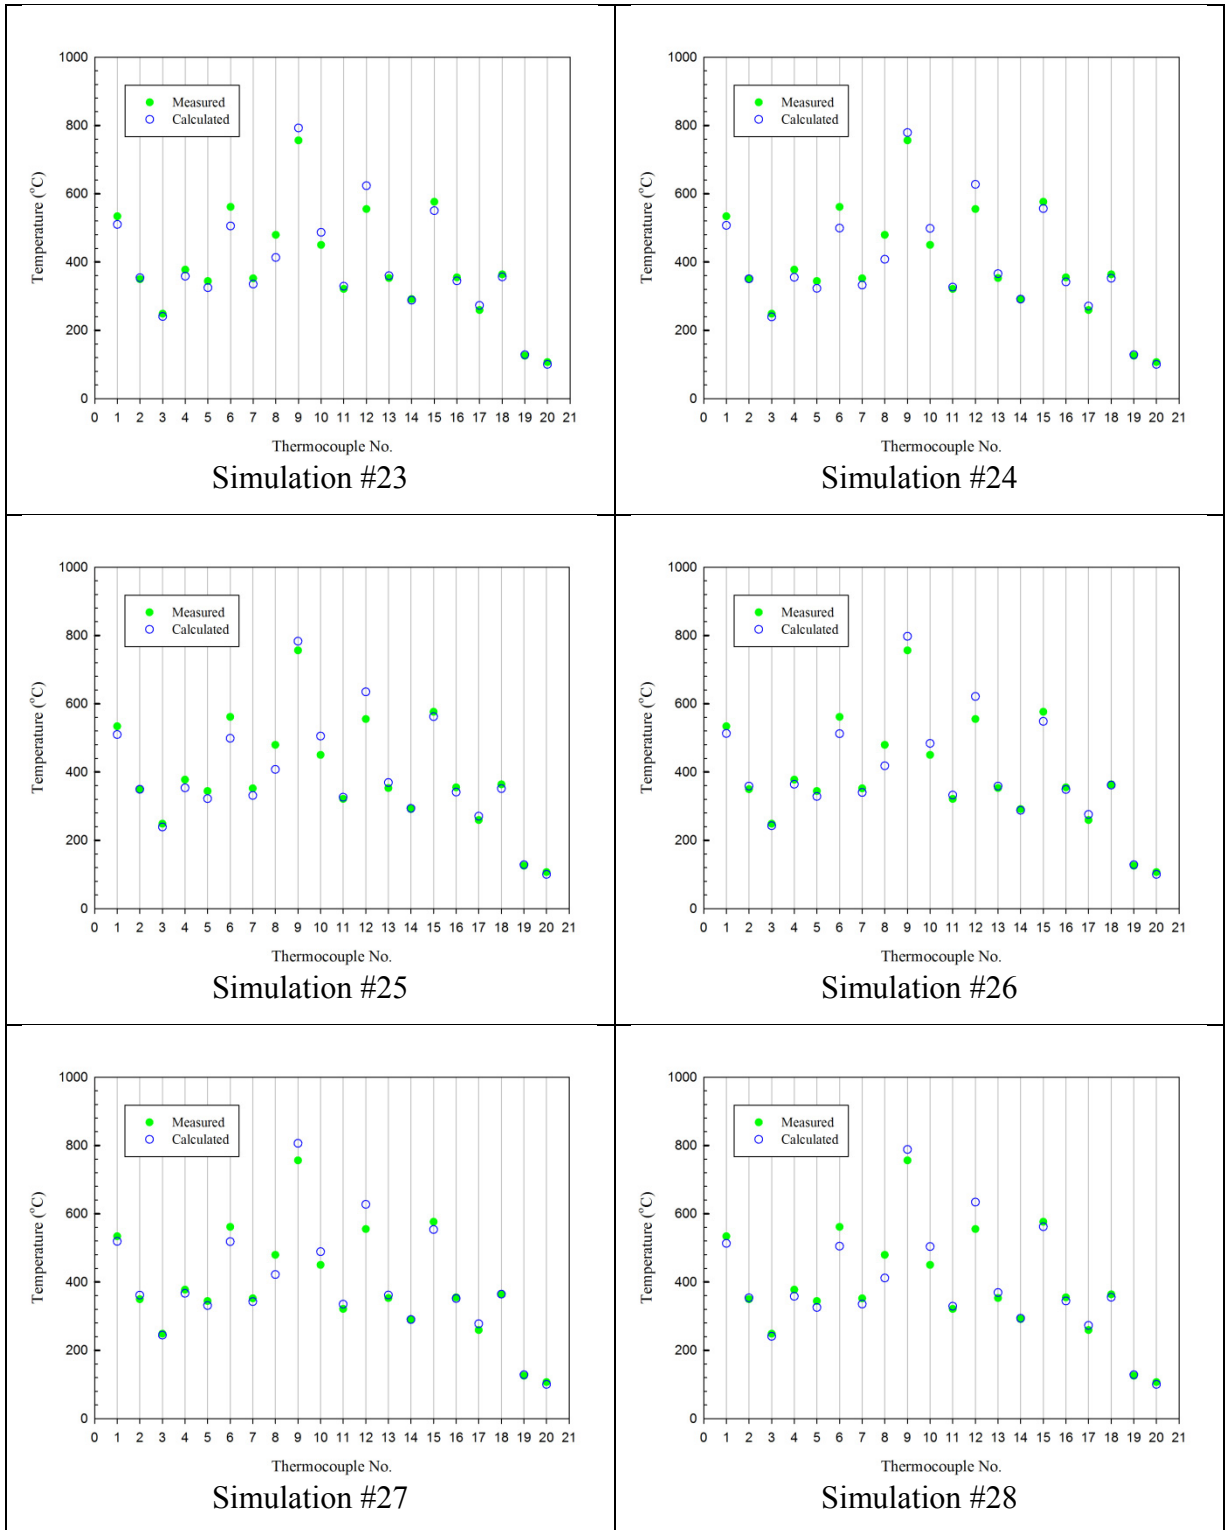 1000
800
600
400
200
0
Temperature (°C)
Measured
Calculated
0 1 2 3 4 5 6 7 8 9 10 11 12 13 14 15 16 17 18 19 20 21
Thermocouple No.
Simulation #23
1000
800
600
400
200
0
Temperature (°C)
Measured
Calculated
0 1 2 3 4 5 6 7 8 9 10 11 12 13 14 15 16 17 18 19 20 21
Thermocouple No.
Simulation #24
1000
800
600
400
200
0
Temperature (°C)
Measured
Calculated
0 1 2 3 4 5 6 7 8 9 10 11 12 13 14 15 16 17 18 19 20 21
Thermocouple No.
Simulation #25
1000
800
600
400
200
0
Temperature (°C)
Measured
Calculated
0 1 2 3 4 5 6 7 8 9 10 11 12 13 14 15 16 17 18 19 20 21
Thermocouple No.
Simulation #26
1000
800
600
400
200
0
Temperature (°C)
Measured
Calculated
0 1 2 3 4 5 6 7 8 9 10 11 12 13 14 15 16 17 18 19 20 21
Thermocouple No.
Simulation #27
1000
800
600
400
200
0
Temperature (°C)
Measured
Calculated
0 1 2 3 4 5 6 7 8 9 10 11 12 13 14 15 16 17 18 19 20 21
Thermocouple No.
Simulation #28